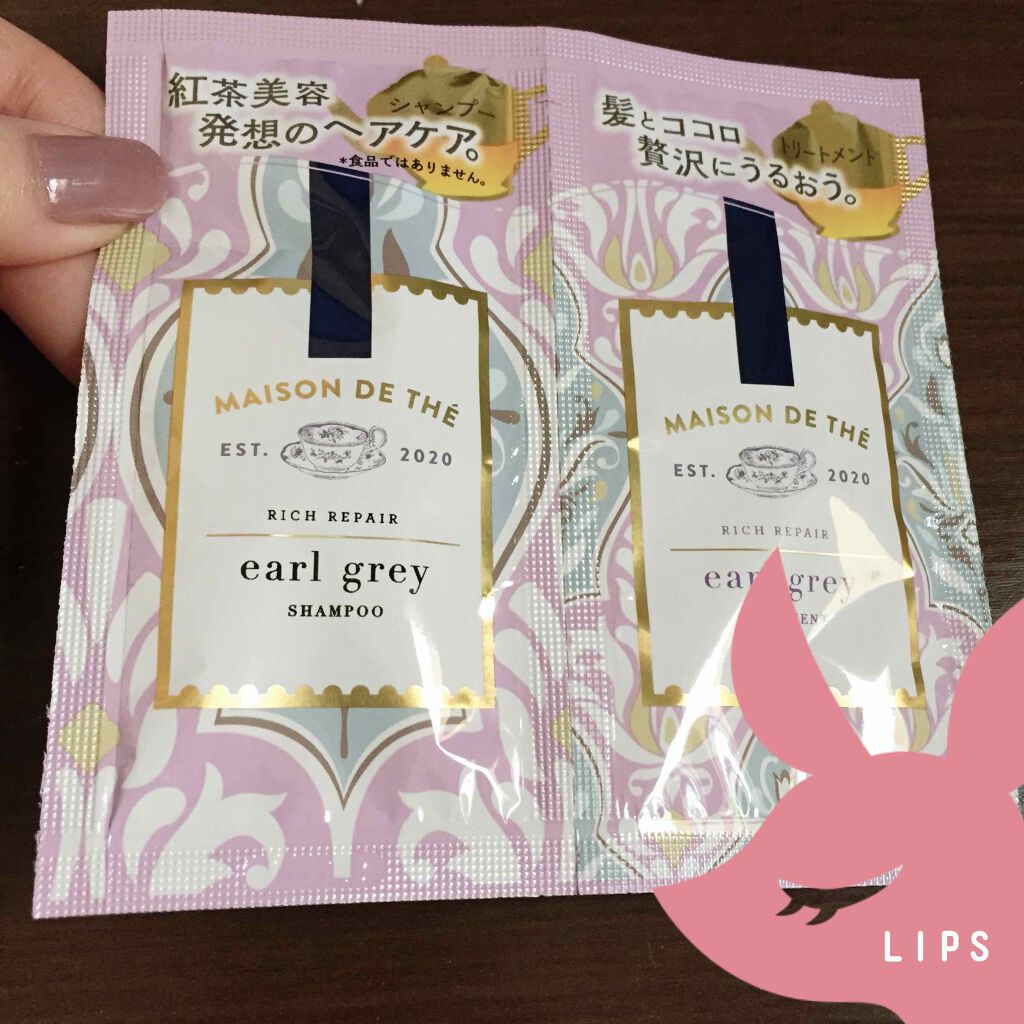 紅茶美容
発想のヘアケア。
*食品ではありません。
シャンプー
MAISON DE THÉ
EST. 2020
RICH REPAIR
earl grey
SHAMPOO
髪とココロ
贅沢にうるおう。
トリートメント
MAISON DE THÉ
EST. 2020
RICH REPAIR
earl grey
LIPS